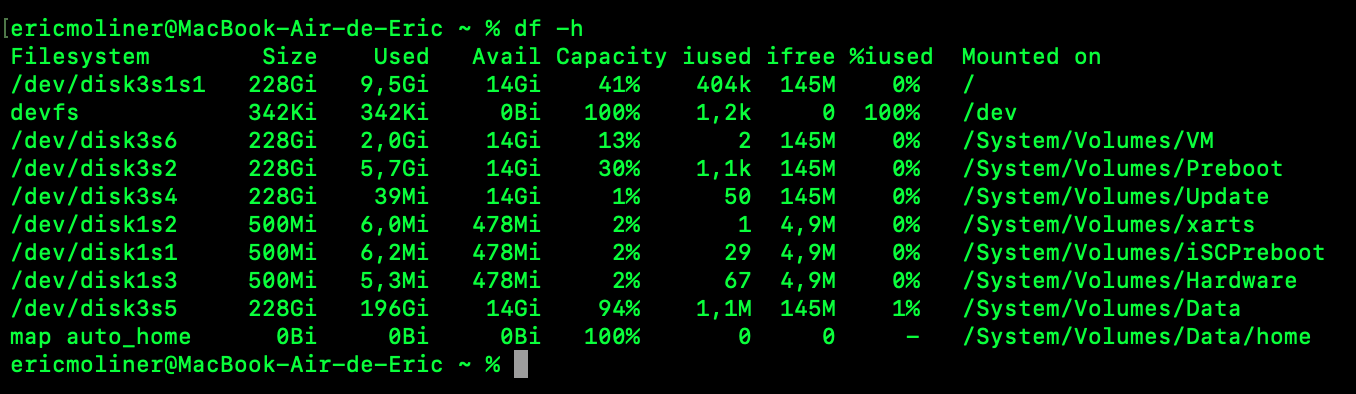 [ericmoliner@MacBook-Air-de-Eric ~ % df -h
Filesystem Size Used Avail Capacity iused ifree %iused Mounted on
/dev/disk3s1s1 228Gi 9,5Gi 14Gi 41% 404k 145M 0% /
devfs 342Ki 342Ki 0Bi 100% 1,2k 0 100% /dev
/dev/disk3s6 228Gi 2,0Gi 14Gi 13% 2 145M 0% /System/Volumes/VM
/dev/disk3s2 228Gi 5,7Gi 14Gi 30% 1,1k 145M 0% /System/Volumes/Preboot
/dev/disk3s4 228Gi 39Mi 14Gi 1% 50 145M 0% /System/Volumes/Update
/dev/disk1s2 500Mi 6,0Mi 478Mi 2% 1 4,9M 0% /System/Volumes/xarts
/dev/disk1s1 500Mi 6,2Mi 478Mi 2% 29 4,9M 0% /System/Volumes/iSCPreboot
/dev/disk1s3 500Mi 5,3Mi 478Mi 2% 67 4,9M 0% /System/Volumes/Hardware
/dev/disk3s5 228Gi 196Gi 14Gi 94% 1,1M 145M 1% /System/Volumes/Data
map auto_home 0Bi 0Bi 0Bi 100% 0 0 - /System/Volumes/Data/home
ericmoliner@MacBook-Air-de-Eric ~ %